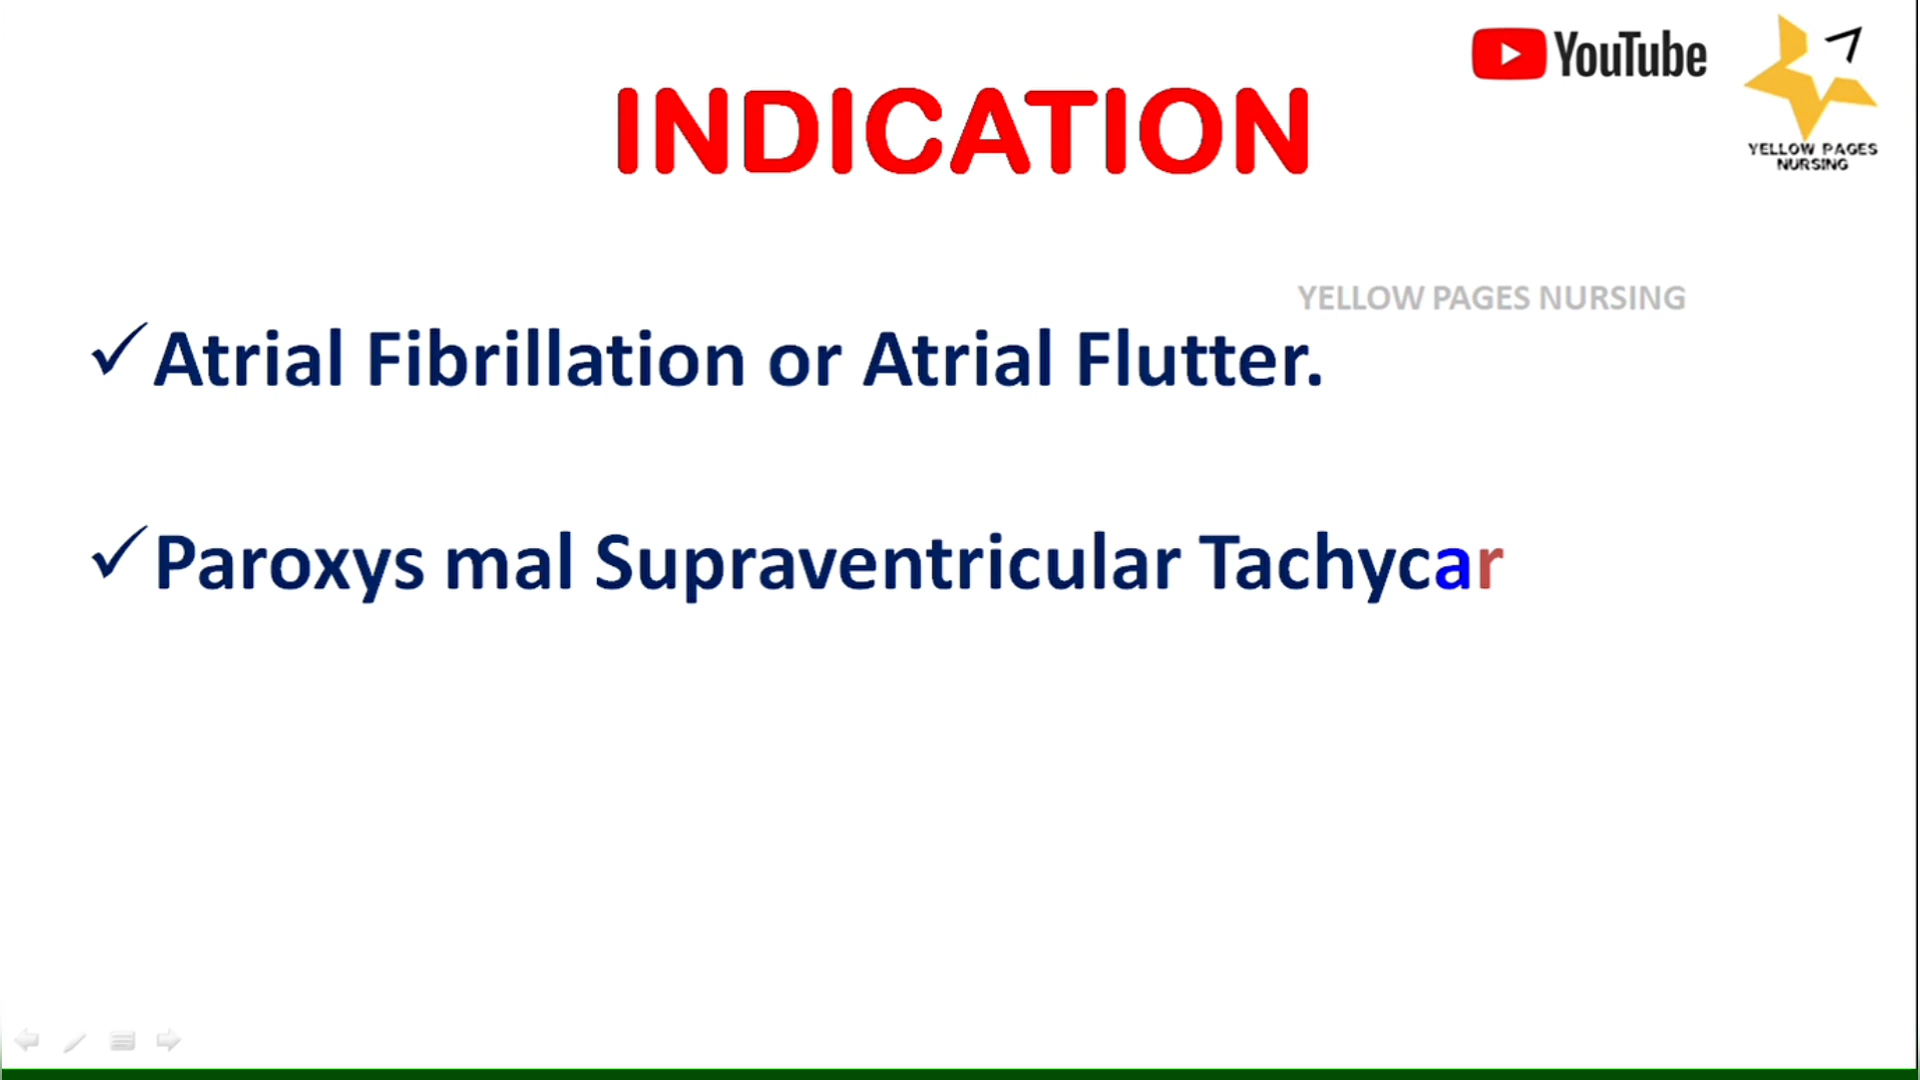 YouTube
INDICATION
YELLOW PAGES
NURSING
YELLOW PAGES NURSING
✓Atrial Fibrillation or Atrial Flutter.
✓Paroxys mal Supraventricular Tachycar